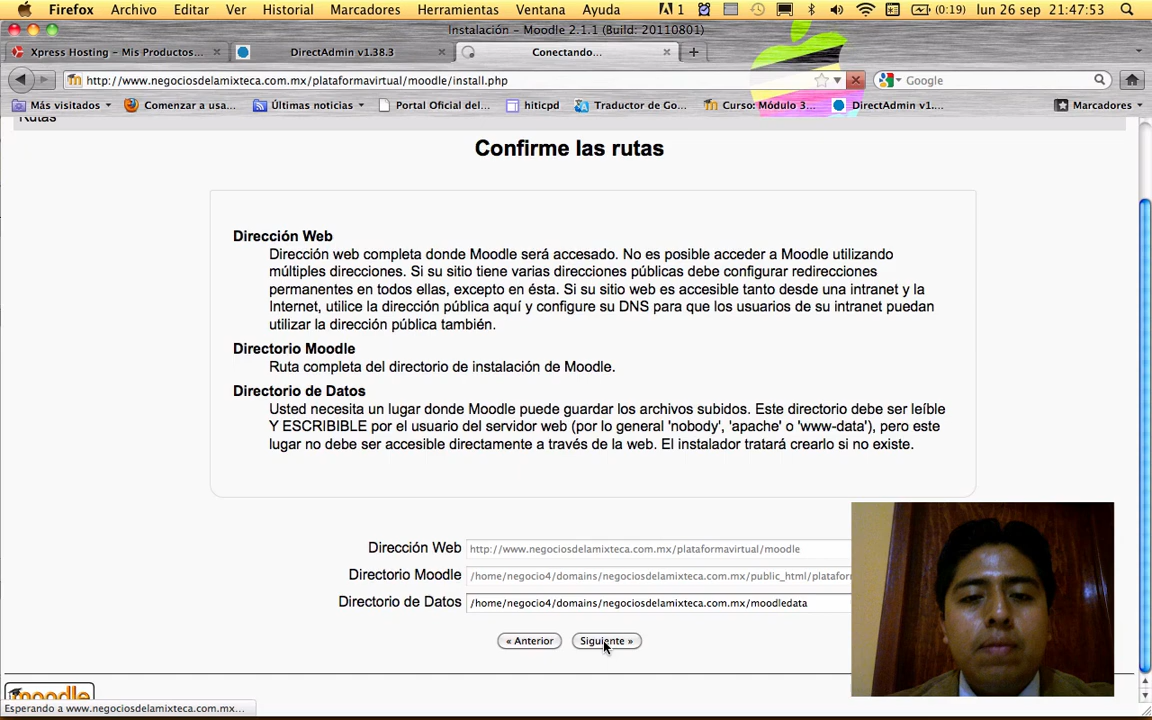 Firefox Archivo Editar Ver Historial Marcadores Herramientas Ventana Ayuda 1 (0:19) lun 26 sep 21:47:53
Instalación – Moodle 2.1.1 (Build: 20110801)
Xpress Hosting – Mis Productos... DirectAdmin v1.38.3 Conectando...
http://www.negociosdelamixteca.com.mx/plataformavirtual/moodle/install.php Google
Más visitados Comenzar a usa... Últimas noticias Portal Oficial del... hiticpd Traductor de Go... Curso: Módulo 3... DirectAdmin v1.... Marcadores
Rutas
Confirme las rutas
Dirección Web
Dirección web completa donde Moodle será accesado. No es posible acceder a Moodle utilizando
múltiples direcciones. Si su sitio tiene varias direcciones públicas debe configurar redirecciones
permanentes en todos ellas, excepto en ésta. Si su sitio web es accesible tanto desde una intranet y la
Internet, utilice la dirección pública aquí y configure su DNS para que los usuarios de su intranet puedan
utilizar la dirección pública también.
Directorio Moodle
Ruta completa del directorio de instalación de Moodle.
Directorio de Datos
Usted necesita un lugar donde Moodle puede guardar los archivos subidos. Este directorio debe ser leíble
Y ESCRIBIBLE por el usuario del servidor web (por lo general 'nobody', 'apache' o 'www-data'), pero este
lugar no debe ser accesible directamente a través de la web. El instalador tratará crearlo si no existe.
Dirección Web http://www.negociosdelamixteca.com.mx/plataformavirtual/moodle
Directorio Moodle /home/negocio4/domains/negociosdelamixteca.com.mx/public_html/plataform
Directorio de Datos /home/negocio4/domains/negociosdelamixteca.com.mx/moodledata
« Anterior Siguiente »
moodle
Esperando a www.negociosdelamixteca.com.mx...